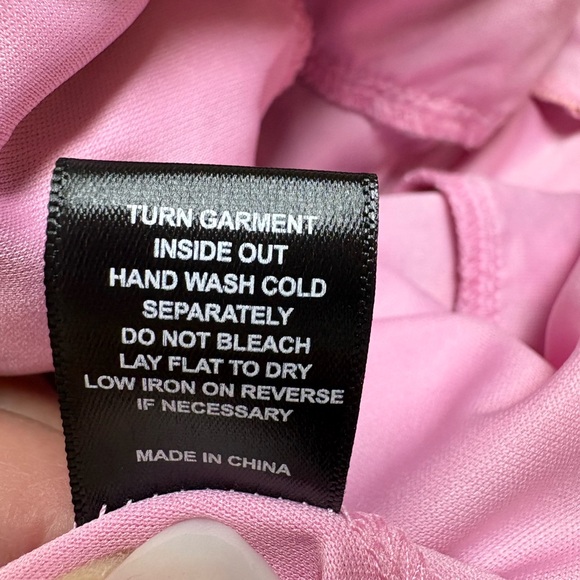 TURN GARMENT
INSIDE OUT
HAND WASH COLD
SEPARATELY
DO NOT BLEACH
LAY FLAT TO DRY
LOW IRON ON REVERSE
IF NECESSARY
MADE IN CHINA